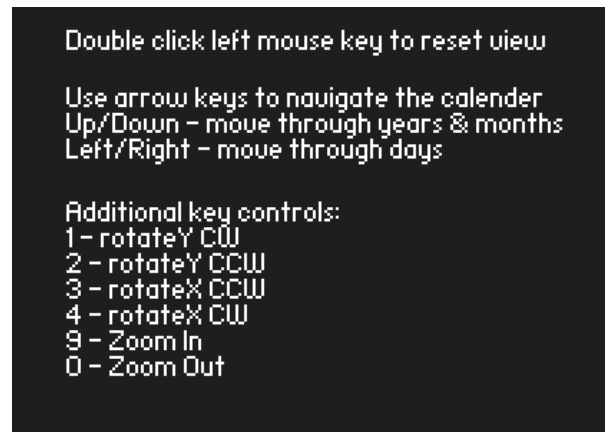 Double click left mouse key to reset view
Use arrow keys to navigate the calender
Up/Down - move through years & months
Left/Right - move through days
Additional key controls:
1 - rotateY CW
2 - rotateY CCW
3 - rotateX CCW
4 - rotateX CW
9 - Zoom In
0 - Zoom Out